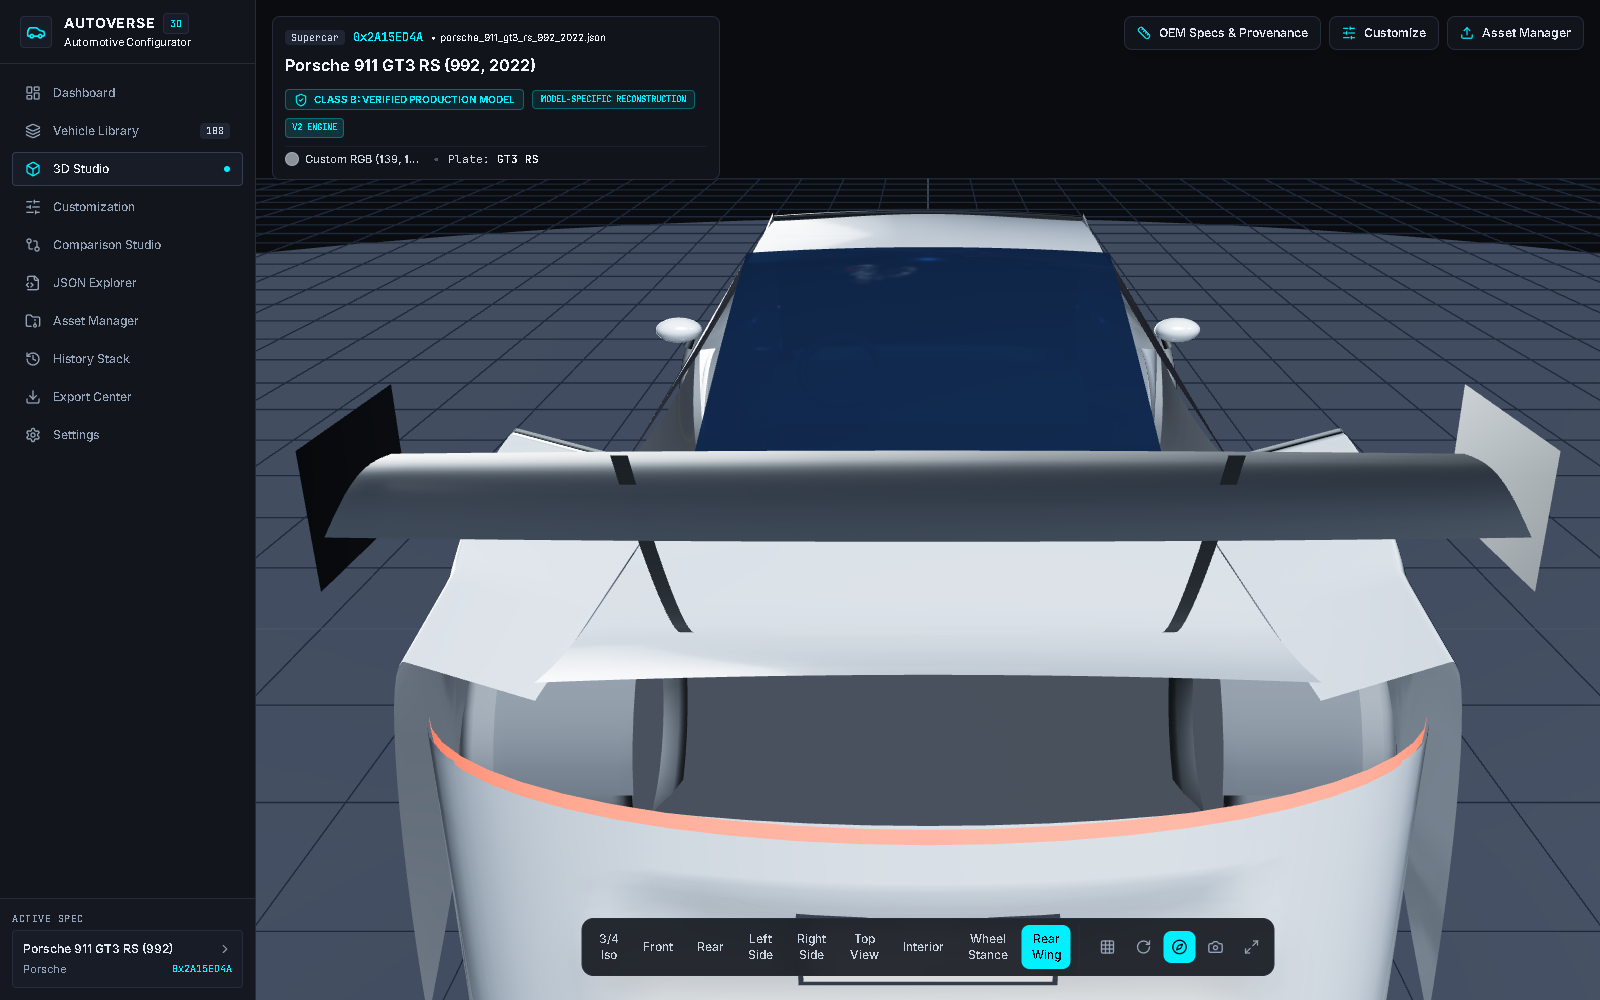 AUTOVERSE 3D
Automotive Configurator
Dashboard
Vehicle Library 188
3D Studio
Customization
Comparison Studio
JSON Explorer
Asset Manager
History Stack
Export Center
Settings
ACTIVE SPEC
Porsche 911 GT3 RS (992)
Porsche 0x2A15ED4A
Supercar 0x2A15ED4A • porsche_911_gt3_rs_992_2022.json
Porsche 911 GT3 RS (992, 2022)
CLASS B: VERIFIED PRODUCTION MODEL
MODEL-SPECIFIC RECONSTRUCTION
V2 ENGINE
Custom RGB (139, 1... • Plate: GT3 RS
OEM Specs & Provenance
Customize
Asset Manager
3/4 Iso
Front
Rear
Left Side
Right Side
Top View
Interior
Wheel Stance
Rear Wing